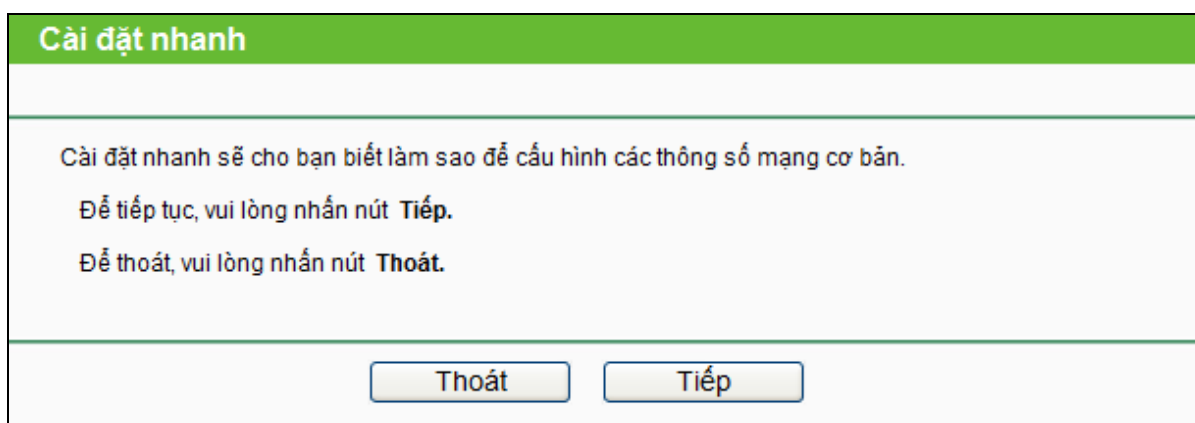 Cài đặt nhanh
Cài đặt nhanh sẽ cho bạn biết làm sao để cấu hình các thông số mạng cơ bản.
Để tiếp tục, vui lòng nhấn nút Tiếp.
Để thoát, vui lòng nhấn nút Thoát.
Thoát Tiếp